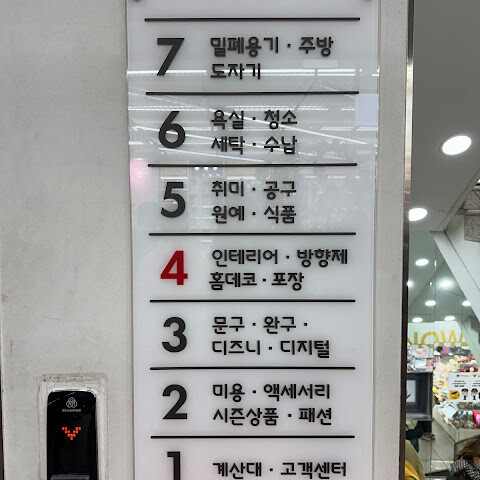 7 밀폐용기 · 주방
도자기
6 욕실 · 청소
세탁 · 수납
5 취미 · 공구
원예 · 식품
4 인테리어 · 방향제
홈데코 · 포장
3 문구 · 완구 ·
디즈니 · 디지털
2 미용 · 액세서리
시즌상품 · 패션
1 계산대 · 고객센터
NOW